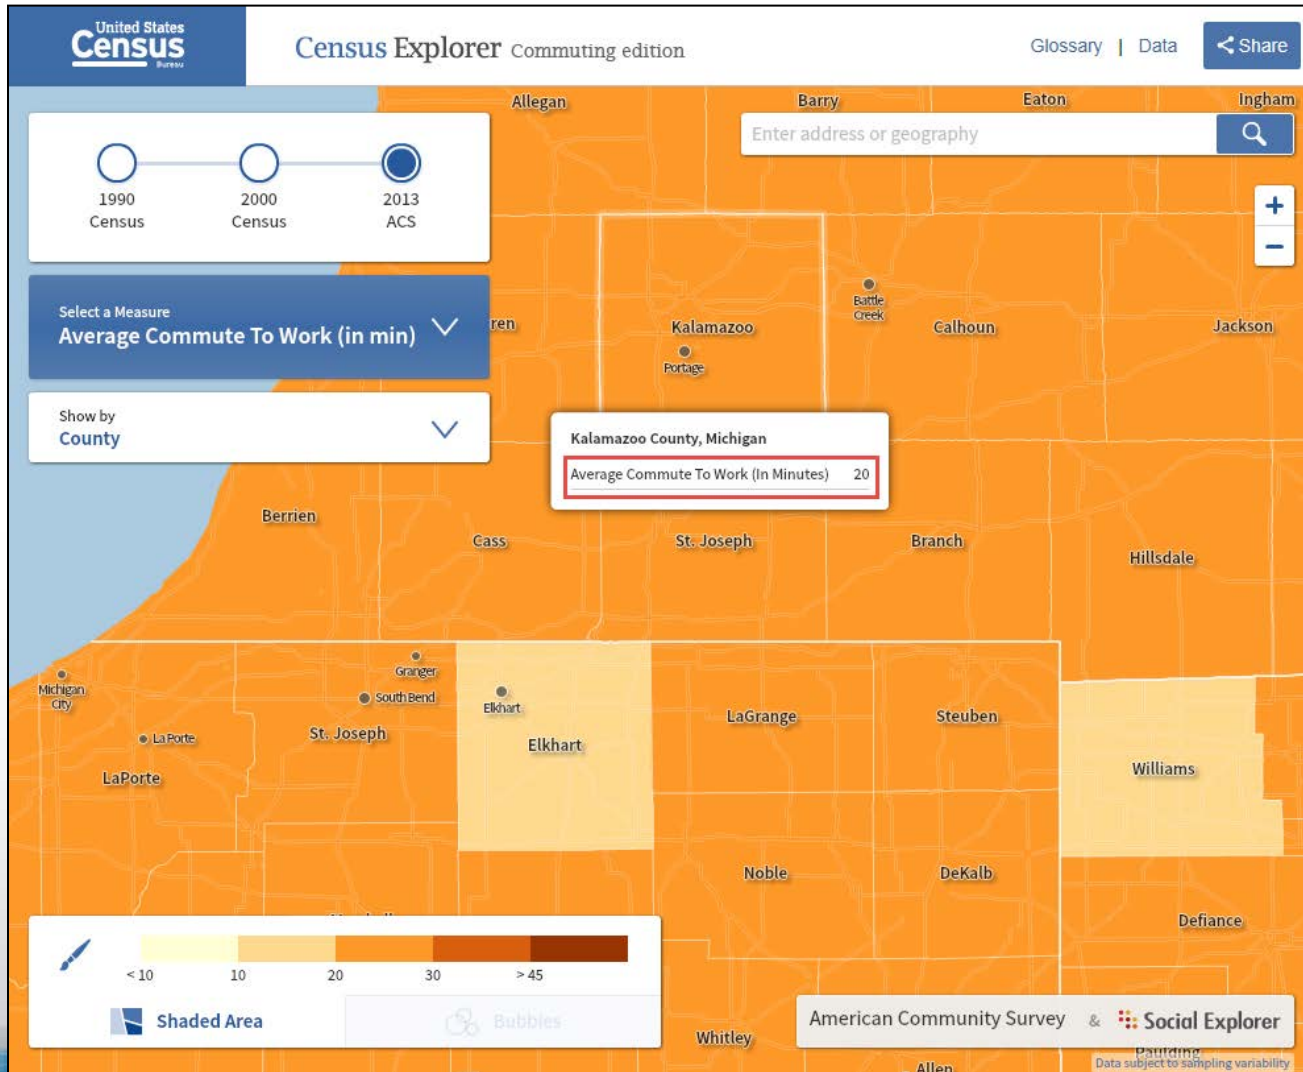 United States
Census
Bureau
Census Explorer Commuting edition
Glossary | Data
Share
Allegan
Barry
Eaton
Ingham
Enter address or geography
1990
Census
2000
Census
2013
ACS
+
−
Select a Measure
Average Commute To Work (in min)
Show by
County
ren
Kalamazoo
Portage
Battle
Creek
Calhoun
Jackson
Kalamazoo County, Michigan
Average Commute To Work (In Minutes) 20
Berrien
Cass
St. Joseph
Branch
Hillsdale
Michigan
City
La Porte
LaPorte
Granger
South Bend
St. Joseph
Elkhart
Elkhart
LaGrange
Steuben
Williams
Noble
DeKalb
Defiance
< 10
10
20
30
> 45
Shaded Area
Bubbles
Whitley
Allen
American Community Survey & Social Explorer
Paulding
Data subject to sampling variability